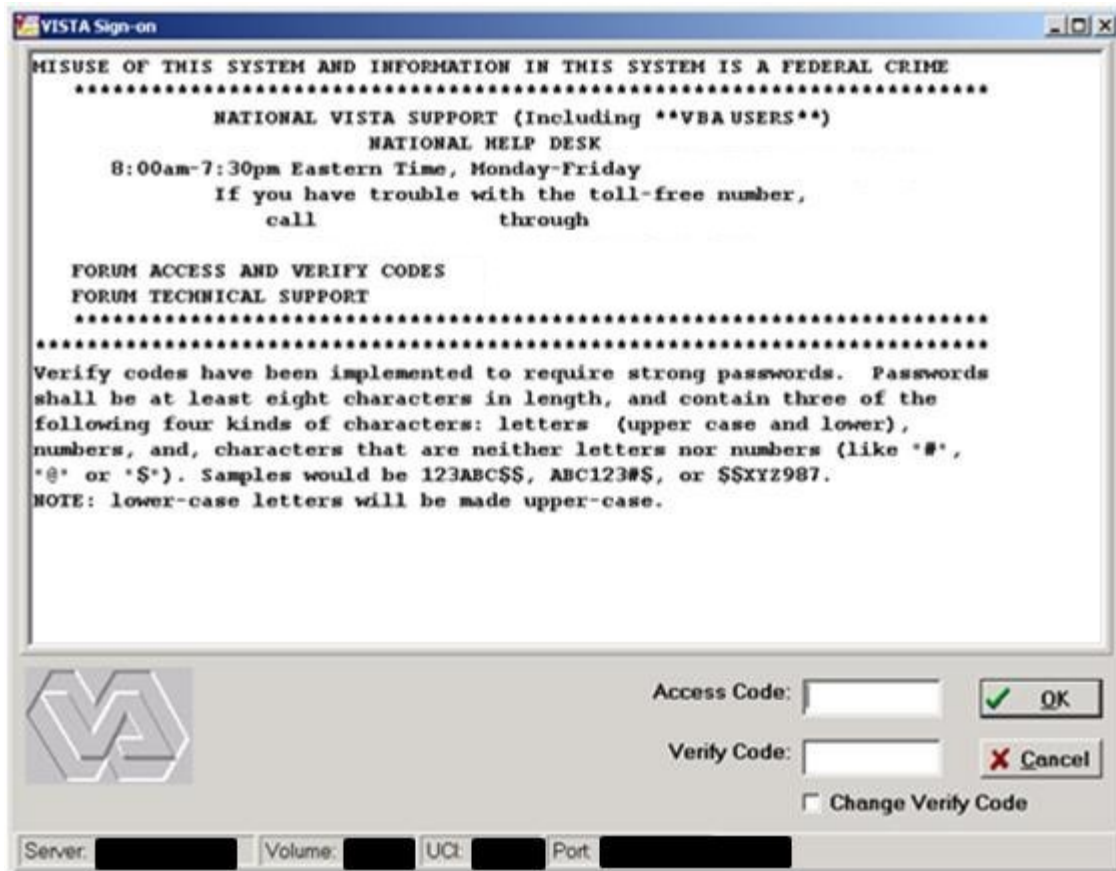 VISTA Sign-on
MISUSE OF THIS SYSTEM AND INFORMATION IN THIS SYSTEM IS A FEDERAL CRIME
***********************************************************************
NATIONAL VISTA SUPPORT (Including **VBA USERS**)
NATIONAL HELP DESK
8:00am-7:30pm Eastern Time, Monday-Friday
If you have trouble with the toll-free number,
call through
FORUM ACCESS AND VERIFY CODES
FORUM TECHNICAL SUPPORT
***********************************************************************
**************************************************************************
Verify codes have been implemented to require strong passwords. Passwords
shall be at least eight characters in length, and contain three of the
following four kinds of characters: letters (upper case and lower),
numbers, and, characters that are neither letters nor numbers (like "#",
"@" or "$"). Samples would be 123ABC$$, ABC123#$, or $$XYZ987.
NOTE: lower-case letters will be made upper-case.
Access Code:
OK
Verify Code:
Cancel
Change Verify Code
Server: Volume: UCI: Port: